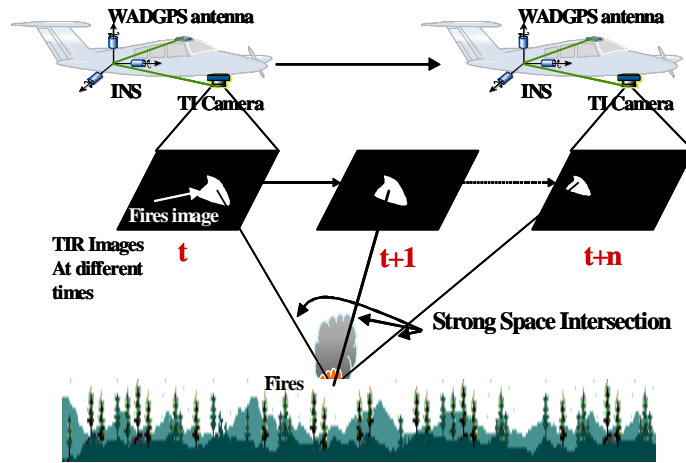 WADGPS antenna
WADGPS antenna
INS
TI Camera
INS
TI Camera
Fires image
TIR Images
At different
times
t
t+1
t+n
Strong Space Intersection
Fires